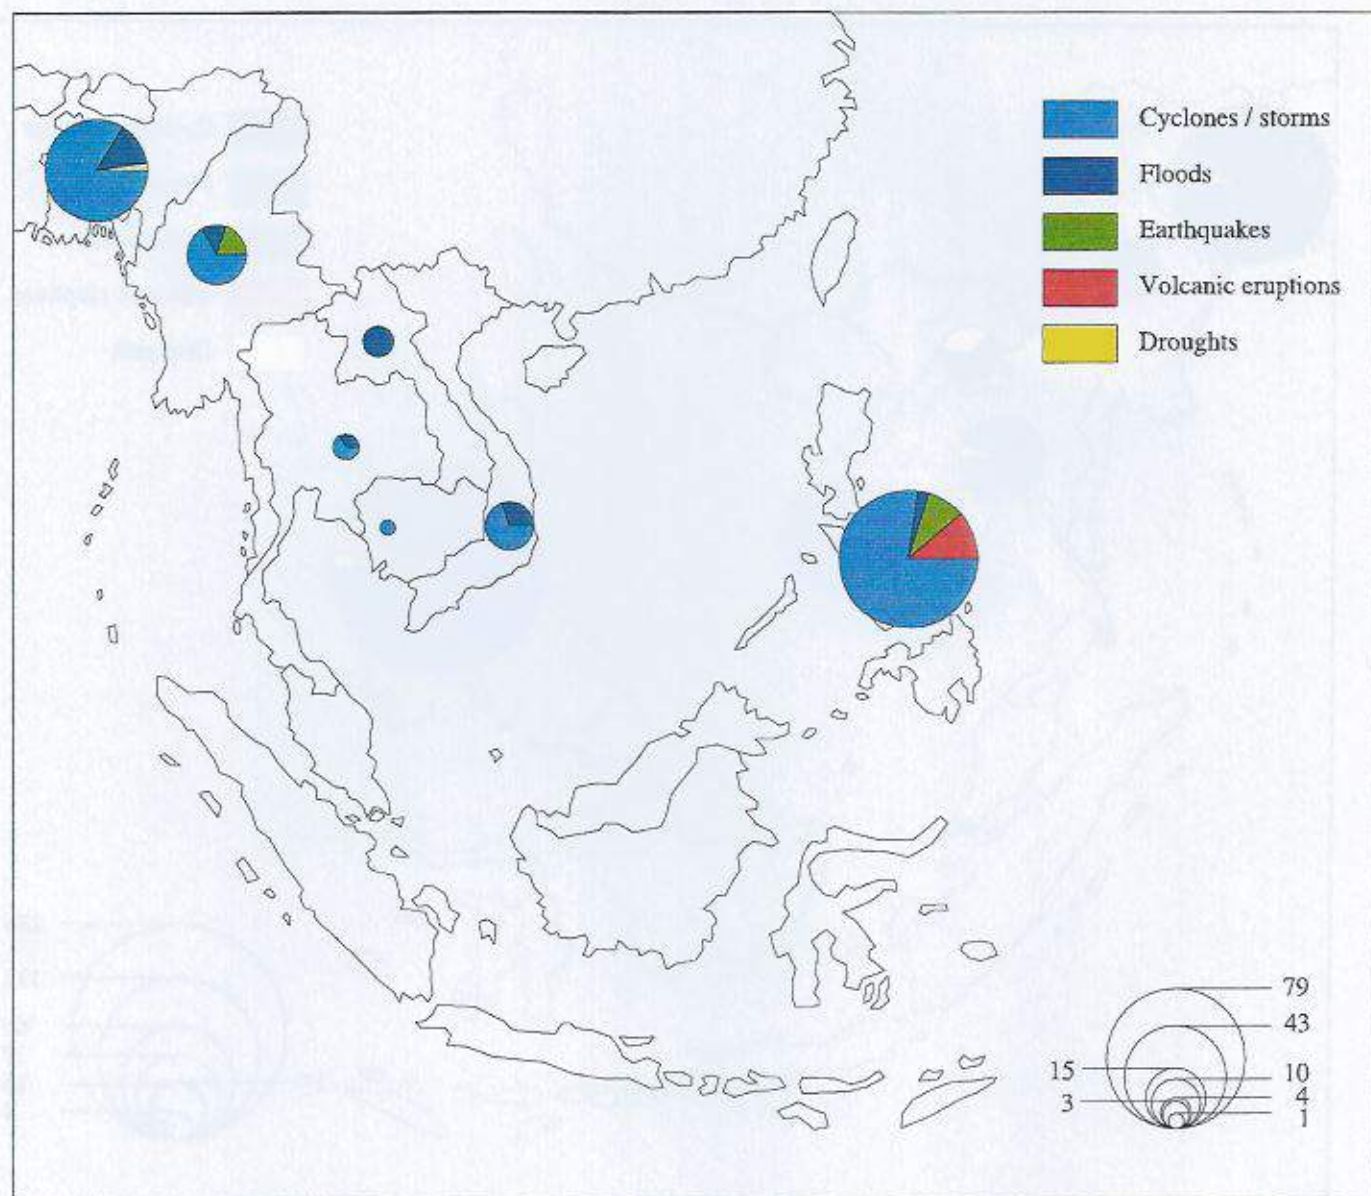 Cyclones / storms
Floods
Earthquakes
Volcanic eruptions
Droughts
79
43
15
10
3
4
1